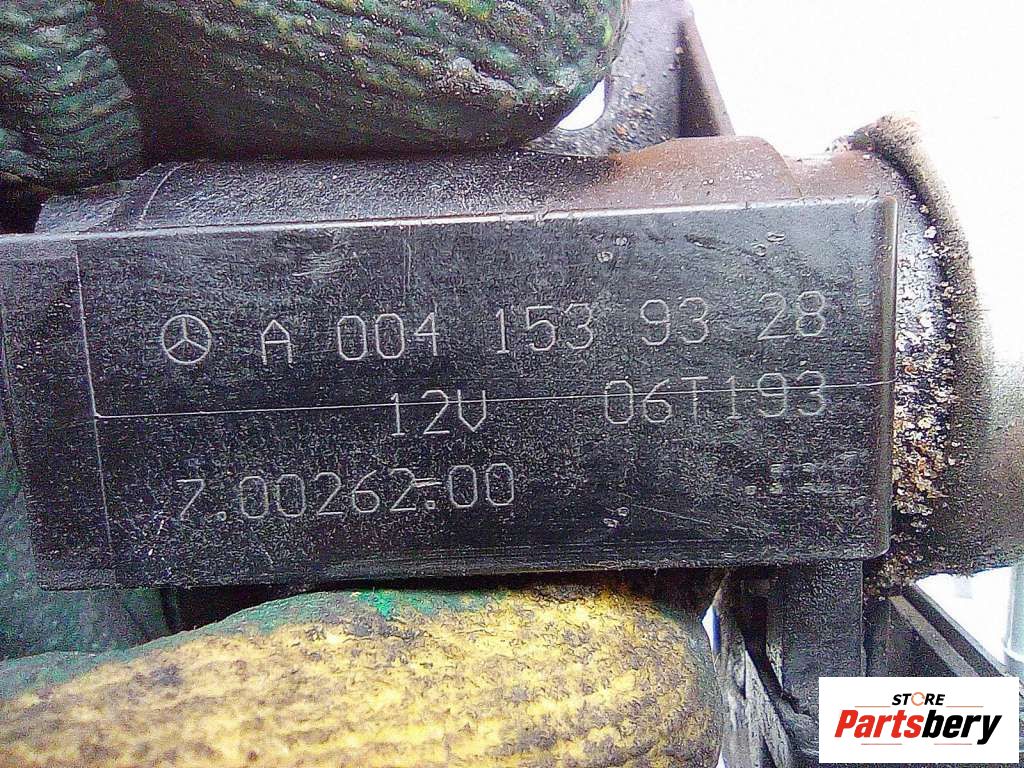 A 004 153 93 28
12V 06T193
7.00262-00
STORE
Partsbery